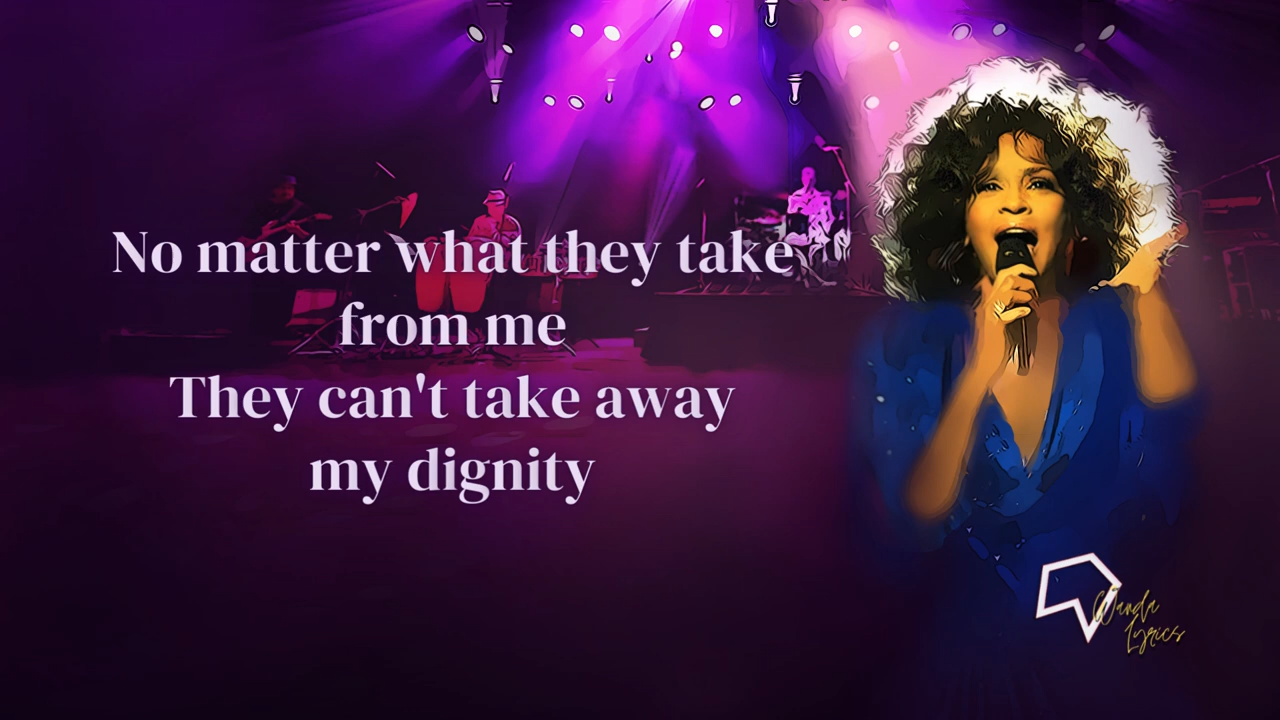 No matter what they take
from me
They can't take away
my dignity
Wanda
Lyrics